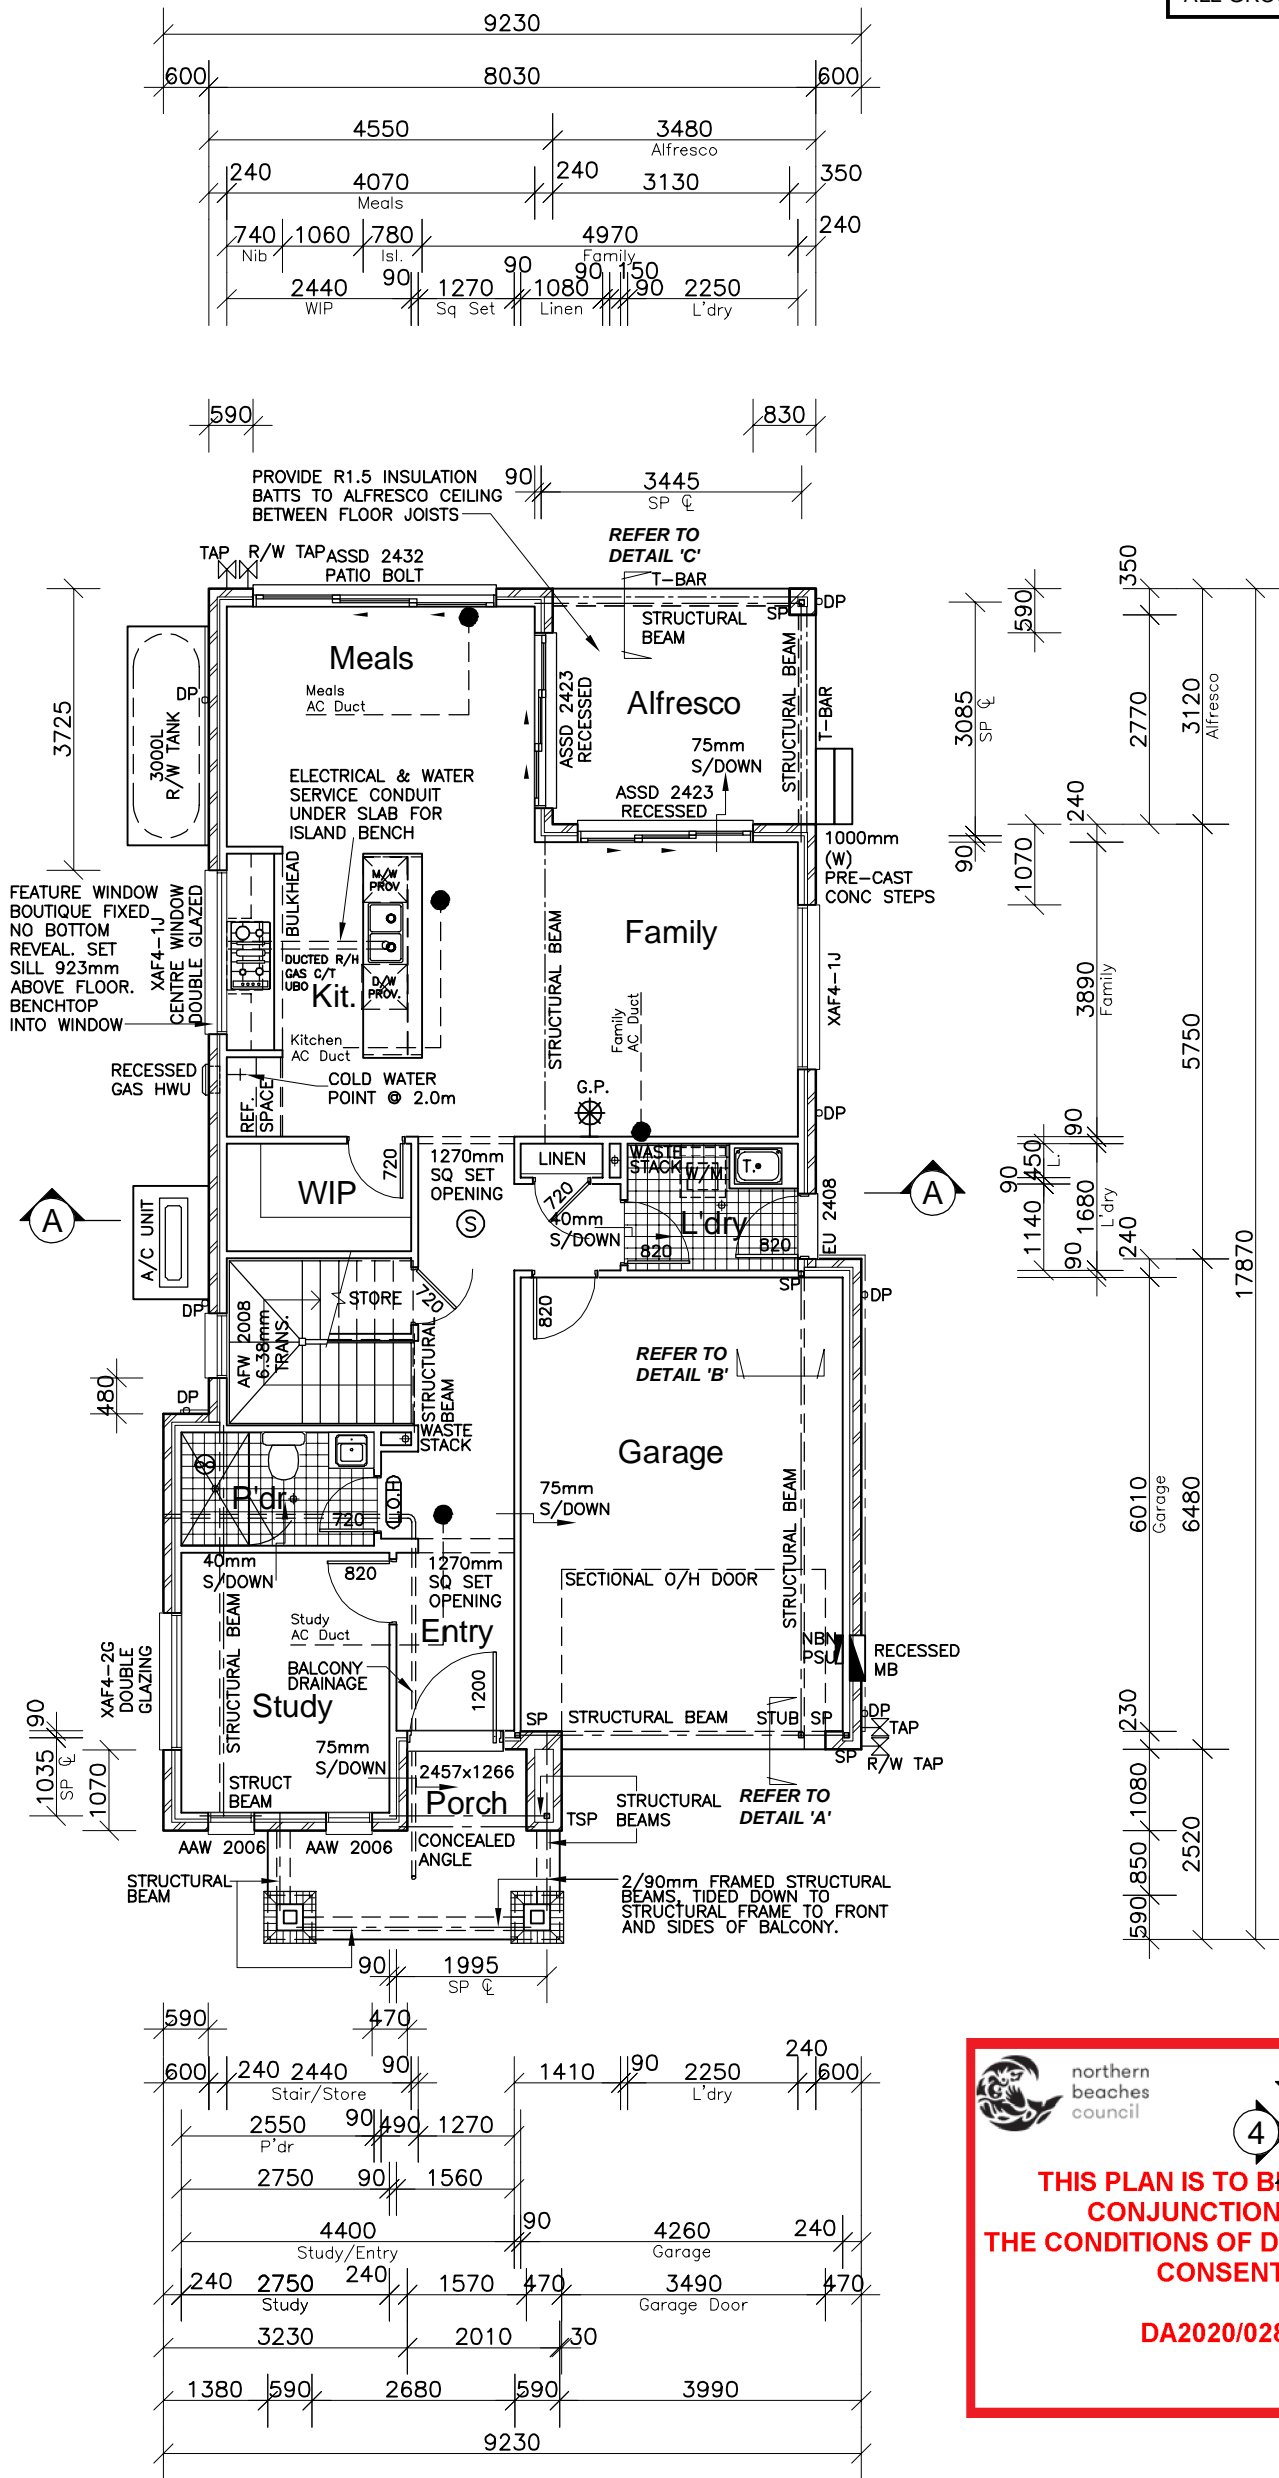 9230
600
8030
600
4550
3480
Alfresco
240
4070
Meals
240
3130
350
740
Nib
1060
780
Isl.
4970
Family
240
2440
WIP
90
1270
Sq Set
90
1080
Linen
90
150
90
2250
L'dry
590
830
PROVIDE R1.5 INSULATION
BATTS TO ALFRESCO CEILING
BETWEEN FLOOR JOISTS
90
3445
SP ℄
REFER TO
DETAIL 'C'
TAP
R/W TAP
ASSD 2432
PATIO BOLT
T-BAR
STRUCTURAL
BEAM
SP
DP
Meals
Meals
AC Duct
DP
3000L
R/W TANK
3725
ASSD 2423
RECESSED
Alfresco
75mm
S/DOWN
STRUCTURAL BEAM
T-BAR
ASSD 2423
RECESSED
ELECTRICAL & WATER
SERVICE CONDUIT
UNDER SLAB FOR
ISLAND BENCH
1000mm
(W)
PRE-CAST
CONC STEPS
FEATURE WINDOW
BOUTIQUE FIXED
NO BOTTOM
REVEAL. SET
SILL 923mm
ABOVE FLOOR.
BENCHTOP
INTO WINDOW
XAF4-1J
CENTRE WINDOW
DOUBLE GLAZED
BULKHEAD
M/W
PROV
DUCTED R/H
GAS C/T
UBO
D/W
PROV.
Kit.
Kitchen
AC Duct
STRUCTURAL BEAM
Family
Family
AC Duct
XAF4-1J
RECESSED
GAS HWU
REF.
SPACE
COLD WATER
POINT @ 2.0m
G.P.
DP
WIP
720
1270mm
SQ SET
OPENING
S
LINEN
720
WASTE
STACK
W/M
T.
40mm
S/DOWN
L'dry
820
820
EU 2408
A
A
A/C UNIT
DP
STORE
720
AFW 2008
6.38mm
TRANS.
STRUCTURAL
BEAM
820
SP
DP
REFER TO
DETAIL 'B'
480
DP
WASTE
STACK
Garage
P'dr
720
L.O.H
75mm
S/DOWN
STRUCTURAL BEAM
40mm
S/DOWN
820
1270mm
SQ SET
OPENING
SECTIONAL O/H DOOR
Study
AC Duct
Entry
STRUCTURAL BEAM
BALCONY
DRAINAGE
NBN
PSU
RECESSED
MB
XAF4-2G
DOUBLE
GLAZING
Study
1200
SP
STRUCTURAL BEAM
STUB SP
DP
TAP
SP
R/W TAP
75mm
S/DOWN
2457x1266
STRUCT
BEAM
Porch
TSP
STRUCTURAL
BEAMS
REFER TO
DETAIL 'A'
AAW 2006
AAW 2006
CONCEALED
ANGLE
STRUCTURAL
BEAM
2/90mm FRAMED STRUCTURAL
BEAMS, TIDED DOWN TO
STRUCTURAL FRAME TO FRONT
AND SIDES OF BALCONY.
90
1035
SP ℄
1070
350
590
3085
SP ℄
2770
3120
Alfresco
240
90
1070
3890
Family
5750
90
450
L.
90
1140
1680
L'dry
240
90
17870
6010
Garage
6480
230
1080
850
2520
590
90
1995
SP ℄
590
470
600
240
2440
Stair/Store
90
1410
90
2250
L'dry
240
600
2550
P'dr
90
490
1270
2750
90
1560
4400
Study/Entry
90
4260
Garage
240
240
2750
Study
240
1570
470
3490
Garage Door
470
3230
2010
30
1380
590
2680
590
3990
9230
northern
beaches
council
4
THIS PLAN IS TO
CONJUNCTION
THE CONDITIONS OF
CONSENT
DA2020/028